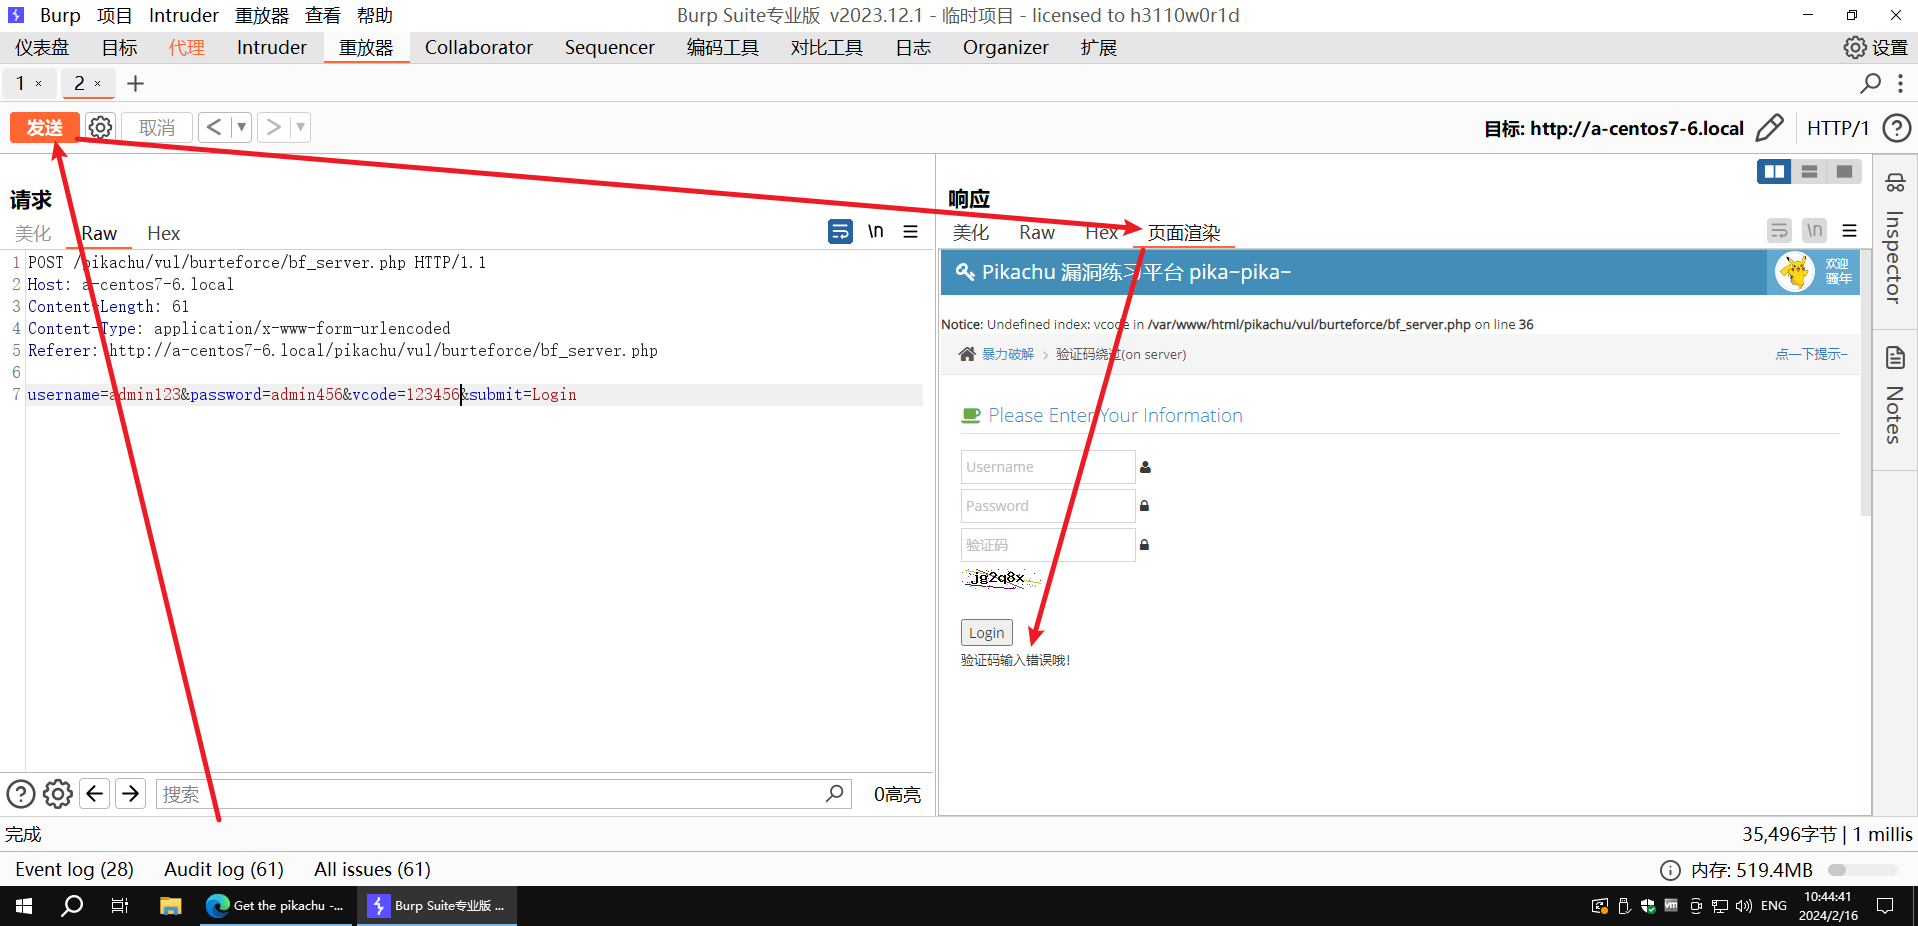 Burp 项目 Intruder 重放器 查看 帮助 Burp Suite专业版 v2023.12.1 - 临时项目 - licensed to h3110w0r1d
仪表盘 目标 代理 Intruder 重放器 Collaborator Sequencer 编码工具 对比工具 日志 Organizer 扩展 设置
1 × 2 × +
发送 取消 < > 目标: http://a-centos7-6.local HTTP/1
请求
美化 Raw Hex \n
1 POST /pikachu/vul/burteforce/bf_server.php HTTP/1.1
2 Host: a-centos7-6.local
3 Content-Length: 61
4 Content-Type: application/x-www-form-urlencoded
5 Referer: http://a-centos7-6.local/pikachu/vul/burteforce/bf_server.php
6
7 username=admin123&password=admin456&vcode=123456&submit=Login
搜索 0高亮
响应
美化 Raw Hex 页面渲染 \n
Pikachu 漏洞练习平台 pika~pika~ 欢迎
骚年
Notice: Undefined index: vcode in /var/www/html/pikachu/vul/burteforce/bf_server.php on line 36
暴力破解 > 验证码绕过(on server) 点一下提示~
Please Enter Your Information
Username
Password
验证码
jg2q8x
Login
验证码输入错误哦!
Inspector
Notes
完成 35,496字节 | 1 millis
Event log (28) Audit log (61) All issues (61) 内存: 519.4MB
Get the pikachu -... Burp Suite专业版 ... ENG 10:44:41
2024/2/16